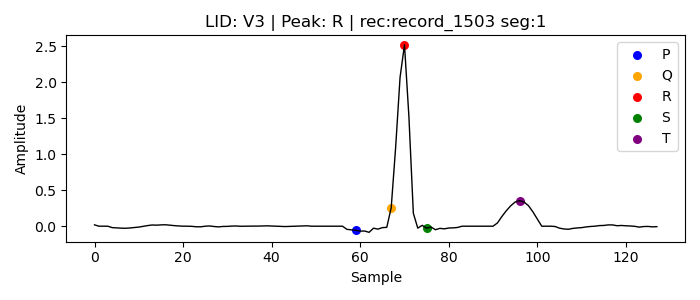 LID: V3 | Peak: R | rec:record_1503 seg:1
Amplitude
2.5
2.0
1.5
1.0
0.5
0.0
P
Q
R
S
T
0 20 40 60 80 100 120
Sample